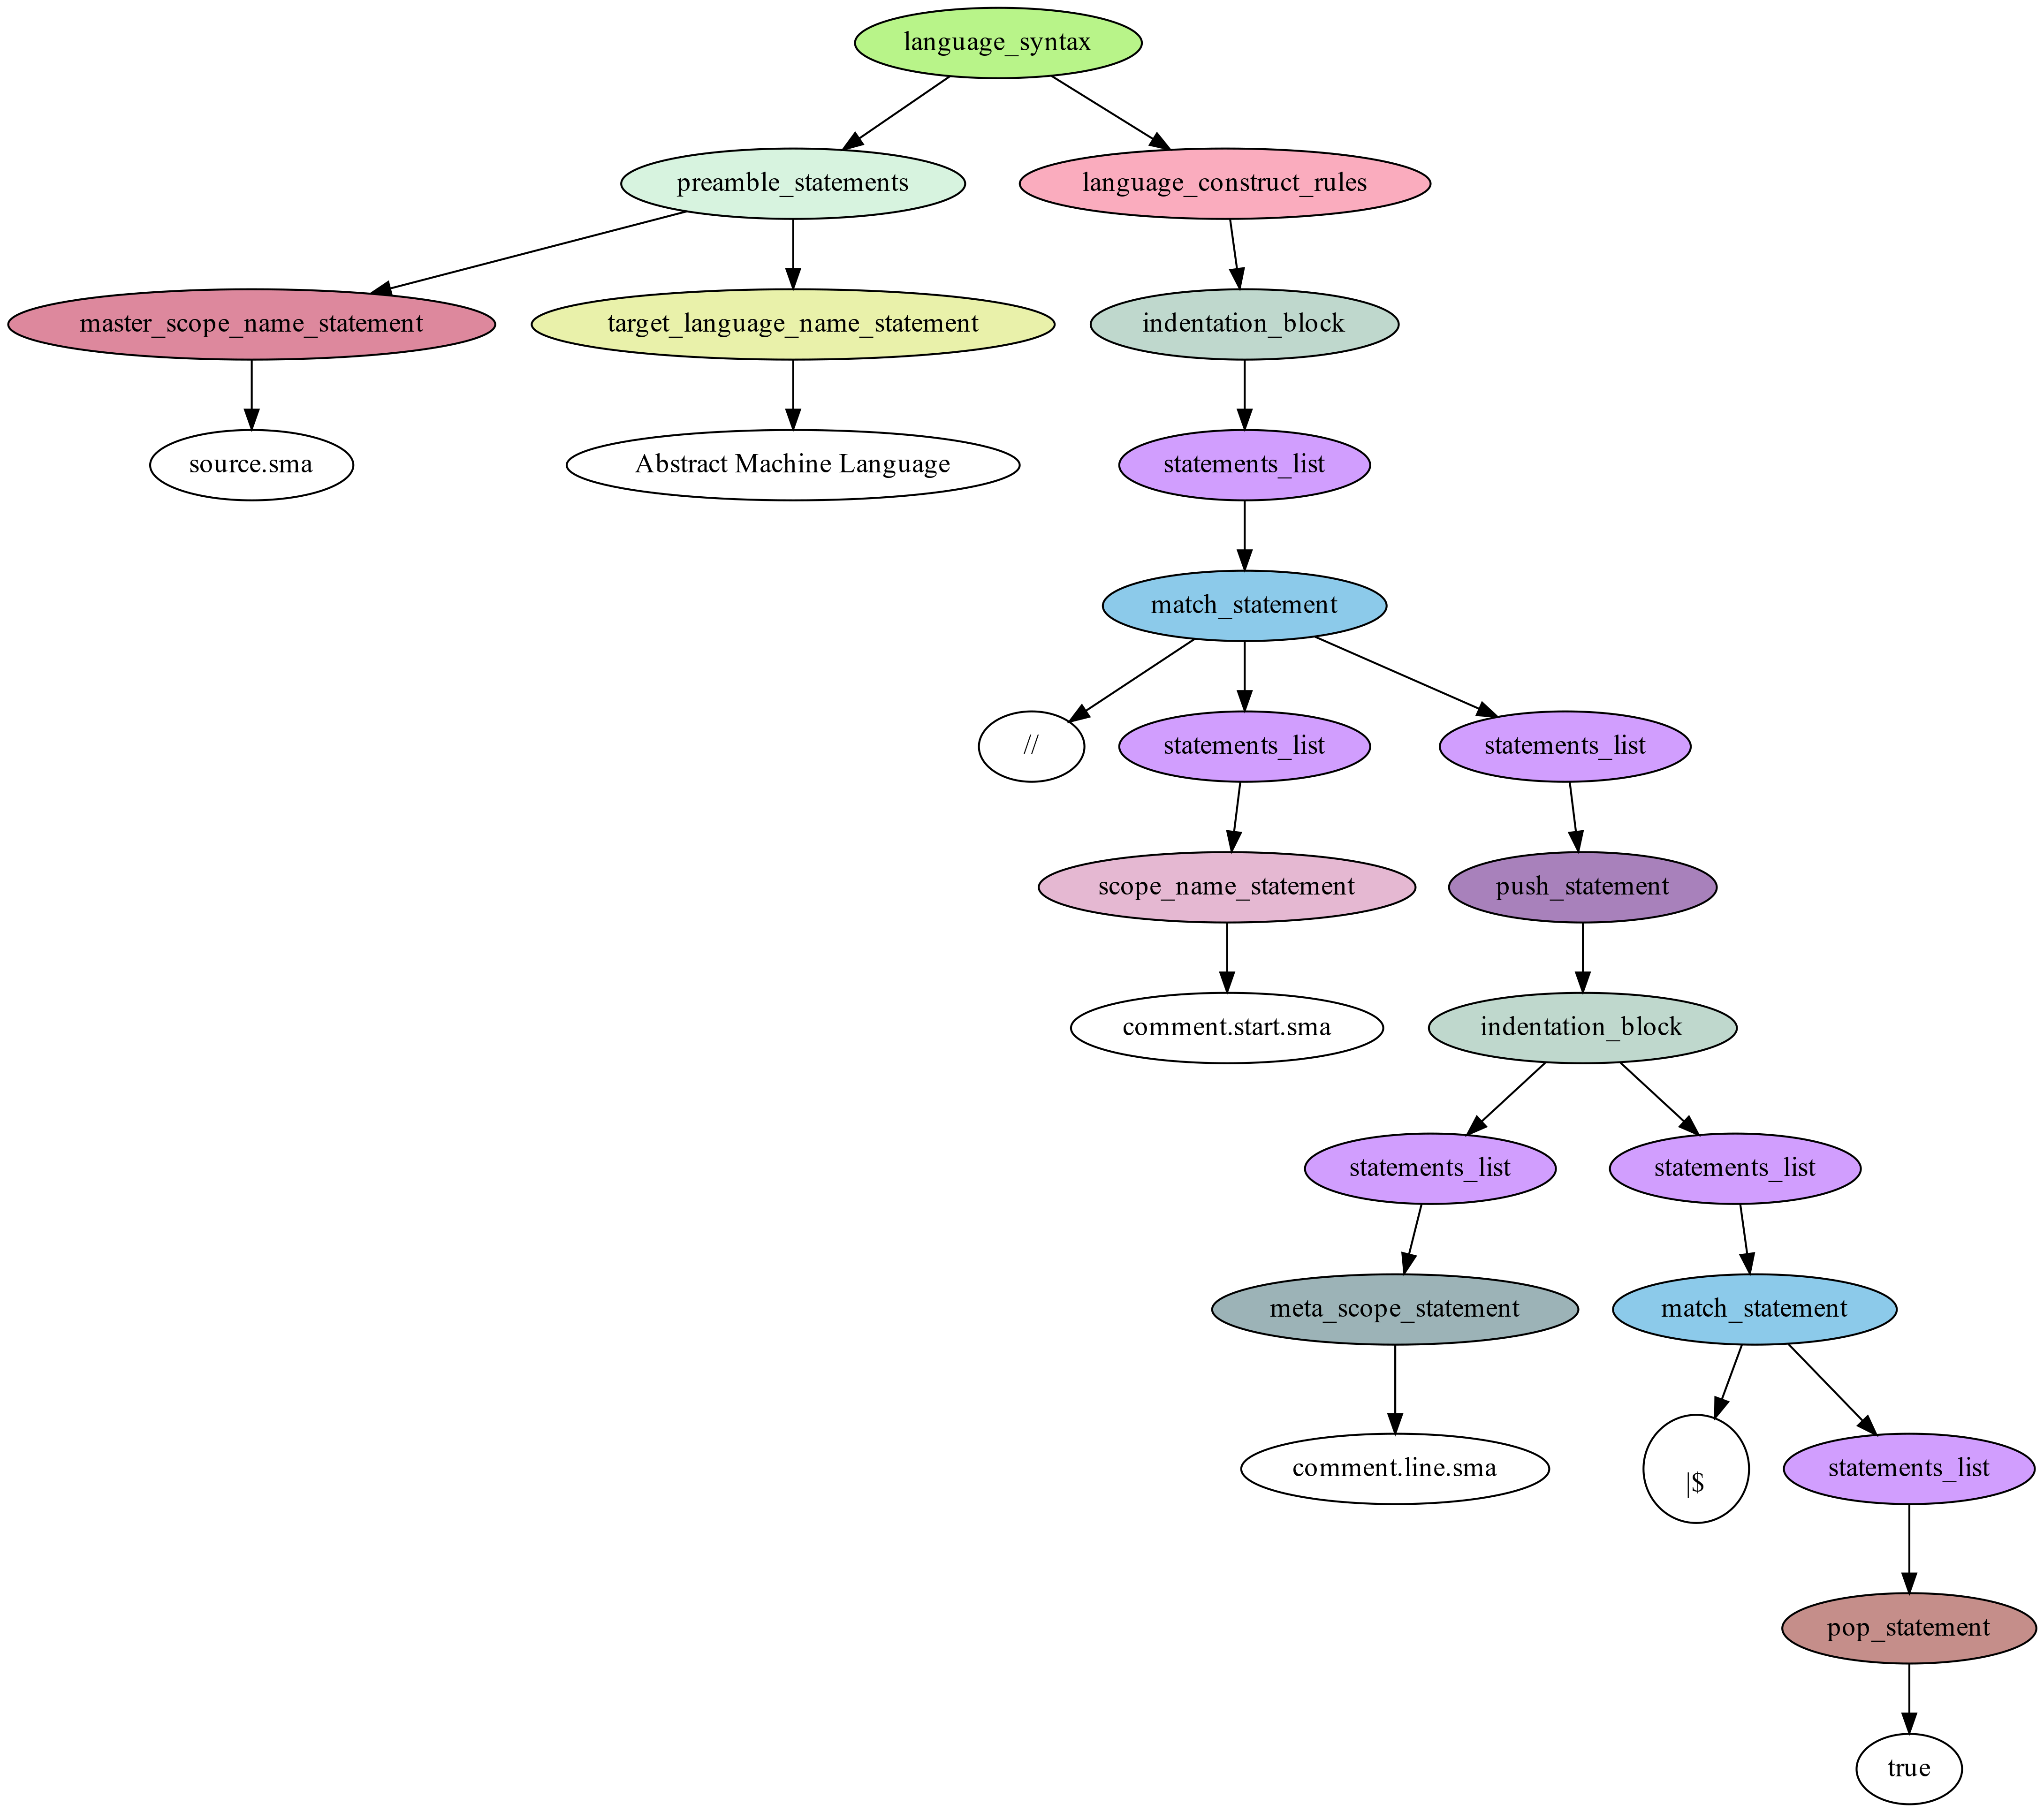 language_syntax
preamble_statements
language_construct_rules
master_scope_name_statement
target_language_name_statement
indentation_block
source.sma
Abstract Machine Language
statements_list
match_statement
//
statements_list
statements_list
scope_name_statement
push_statement
comment.start.sma
indentation_block
statements_list
statements_list
meta_scope_statement
match_statement
comment.line.sma
|$
statements_list
pop_statement
true